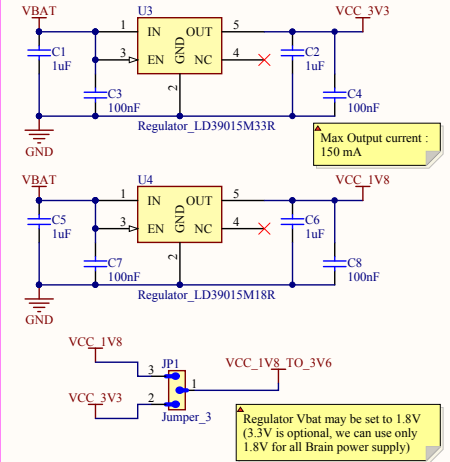 VBAT
U3
VCC_3V3
1
IN
OUT
5
C1
1uF
3
EN
GND
NC
4
C2
1uF
2
C3
100nF
C4
100nF
Regulator_LD39015M33R
GND
Max Output current :
150 mA
VBAT
U4
VCC_1V8
1
IN
OUT
5
C5
1uF
3
EN
GND
NC
4
C6
1uF
2
C7
100nF
C8
100nF
Regulator_LD39015M18R
GND
VCC_1V8
JP1
VCC_1V8_TO_3V6
3
1
VCC_3V3
2
Jumper_3
Regulator Vbat may be set to 1.8V
(3.3V is optional, we can use only
1.8V for all Brain power supply)